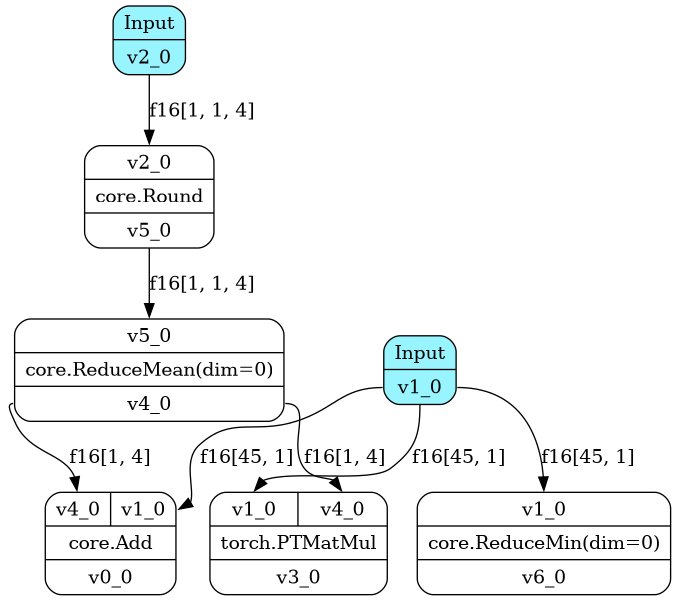 Input
v2_0
f16[1, 1, 4]
v2_0
core.Round
v5_0
f16[1, 1, 4]
v5_0
core.ReduceMean(dim=0)
v4_0
Input
v1_0
f16[1, 4]
f16[45, 1]
f16[1, 4]
f16[45, 1]
f16[45, 1]
v4_0 v1_0
core.Add
v0_0
v1_0 v4_0
torch.PTMatMul
v3_0
v1_0
core.ReduceMin(dim=0)
v6_0